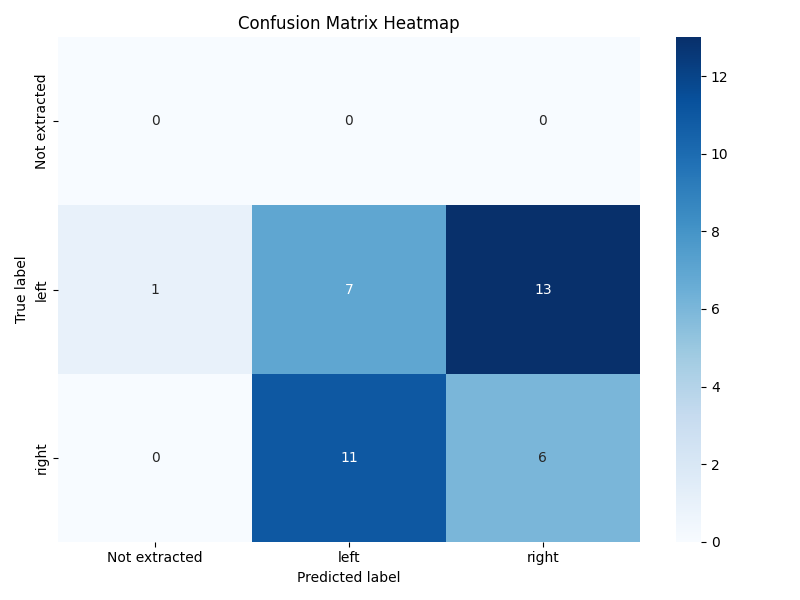 Confusion Matrix Heatmap
True label
Not extracted
left
right
0 0 0
1 7 13
0 11 6
Not extracted left right
Predicted label
12
10
8
6
4
2
0